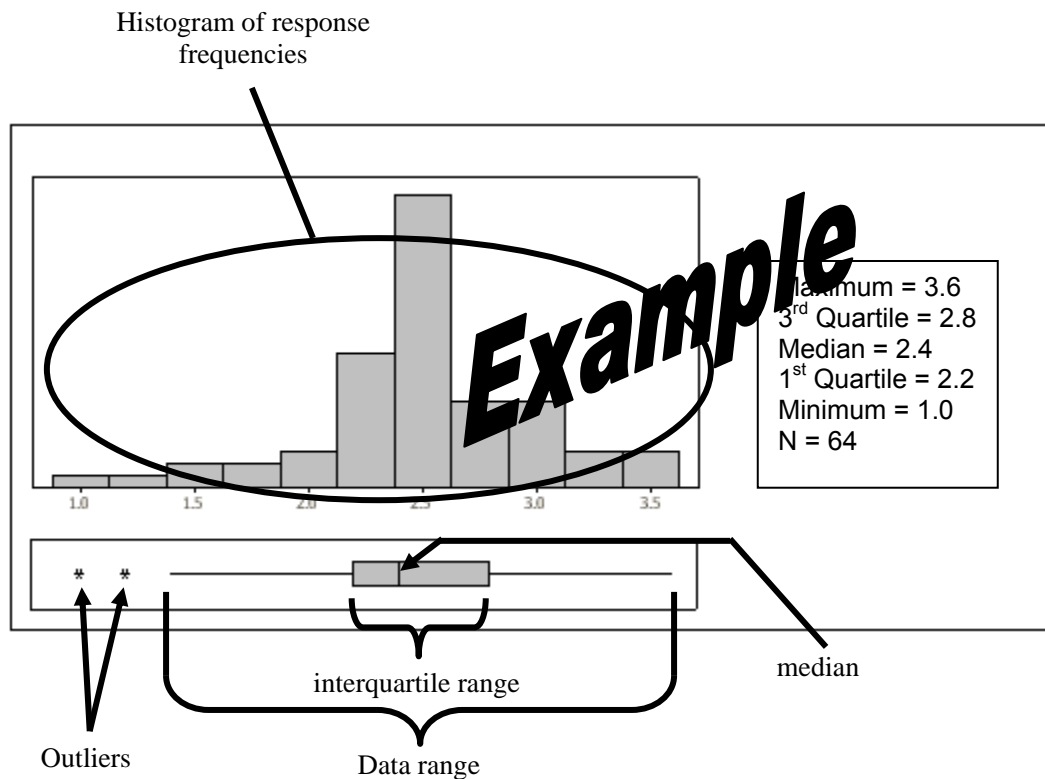 Histogram of response
frequencies
Example
Maximum = 3.6
3rd Quartile = 2.8
Median = 2.4
1st Quartile = 2.2
Minimum = 1.0
N = 64
1.0 1.5 2.0 2.5 3.0 3.5
* *
median
interquartile range
Outliers
Data range